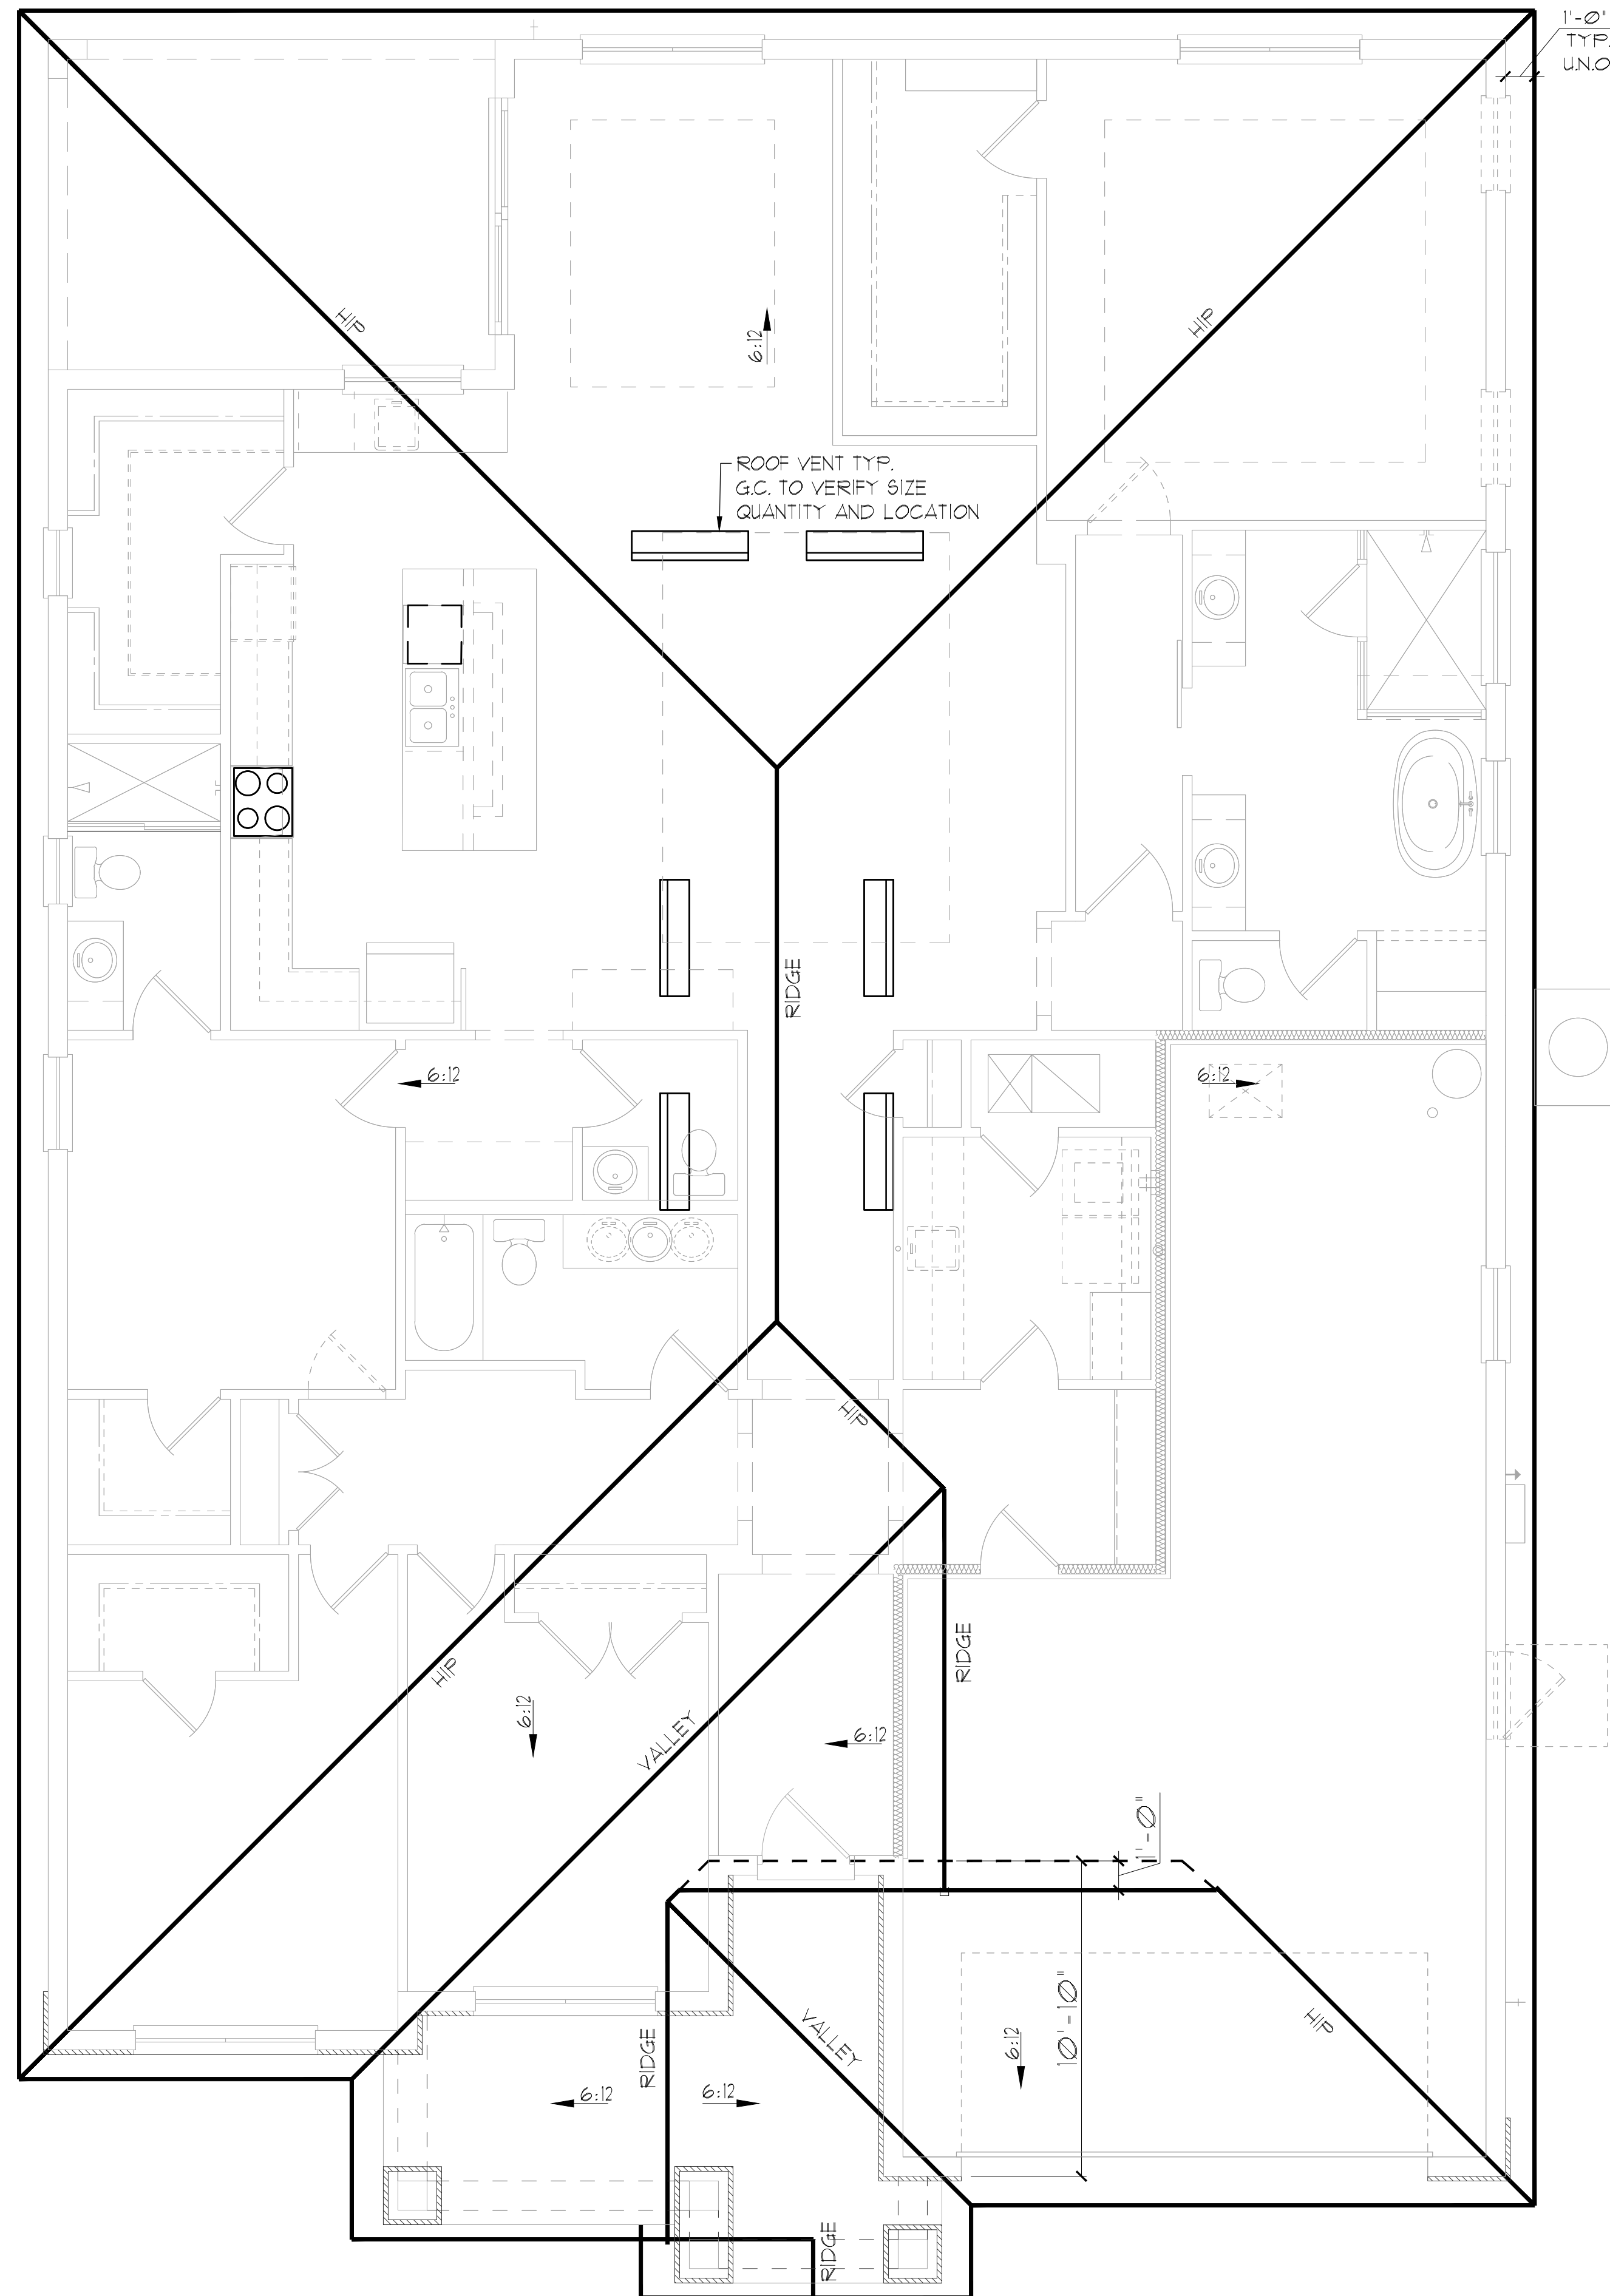 1'-0"
TYP.
U.N.O
HIP
HIP
6:12
ROOF VENT TYP.
G.C. TO VERIFY SIZE
QUANTITY AND LOCATION
RIDGE
6:12
6:12
HIP
HIP
RIDGE
6:12
VALLEY
6:12
1'-0"
10'-10"
VALLEY
HIP
RIDGE
6:12
6:12
6:12
RIDGE